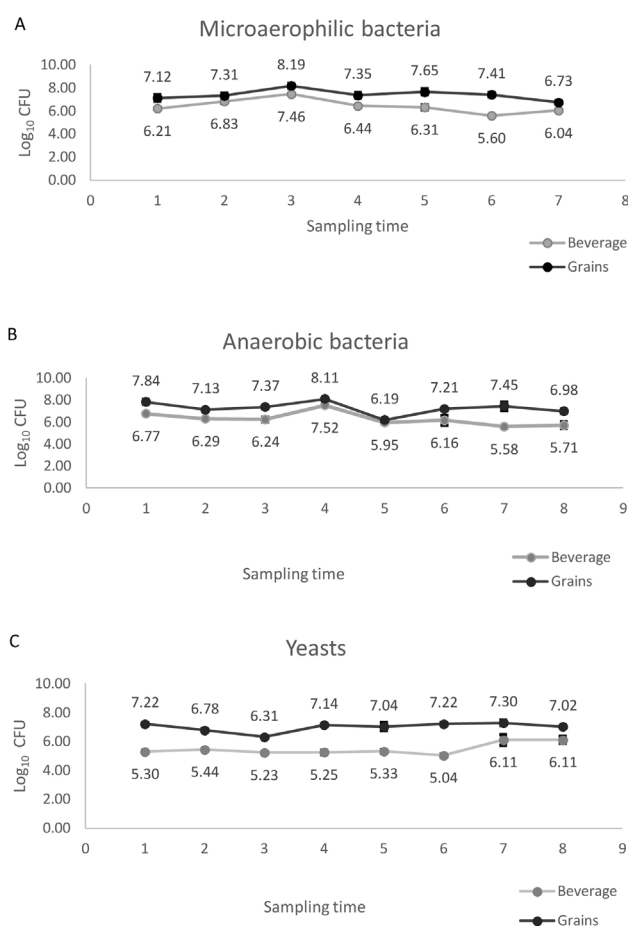 A
Microaerophilic bacteria
Log10 CFU
10.00
8.00
6.00
4.00
2.00
0.00
7.12 7.31 8.19 7.35 7.65 7.41 6.73
6.21 6.83 7.46 6.44 6.31 5.60 6.04
0 1 2 3 4 5 6 7 8
Sampling time
Beverage
Grains
B
Anaerobic bacteria
Log10 CFU
10.00
8.00
6.00
4.00
2.00
0.00
7.84 7.13 7.37 8.11 6.19 7.21 7.45 6.98
6.77 6.29 6.24 7.52 5.95 6.16 5.58 5.71
0 1 2 3 4 5 6 7 8 9
Sampling time
Beverage
Grains
C
Yeasts
Log10 CFU
10.00
8.00
6.00
4.00
2.00
0.00
7.22 6.78 6.31 7.14 7.04 7.22 7.30 7.02
5.30 5.44 5.23 5.25 5.33 5.04 6.11 6.11
0 1 2 3 4 5 6 7 8 9
Sampling time
Beverage
Grains